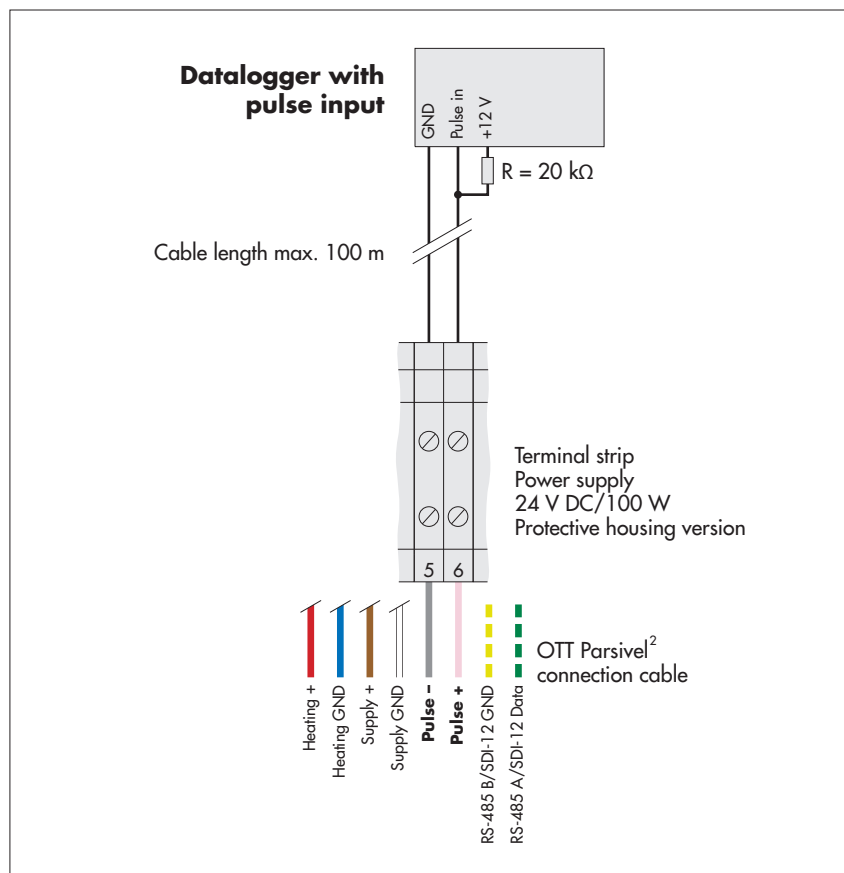 Datalogger with
pulse input
GND
Pulse in
+12 V
R = 20 kΩ
Cable length max. 100 m
Terminal strip
Power supply
24 V DC/100 W
Protective housing version
5 6
OTT Parsivel²
connection cable
Heating +
Heating GND
Supply +
Supply GND
Pulse –
Pulse +
RS-485 B/SDI-12 GND
RS-485 A/SDI-12 Data